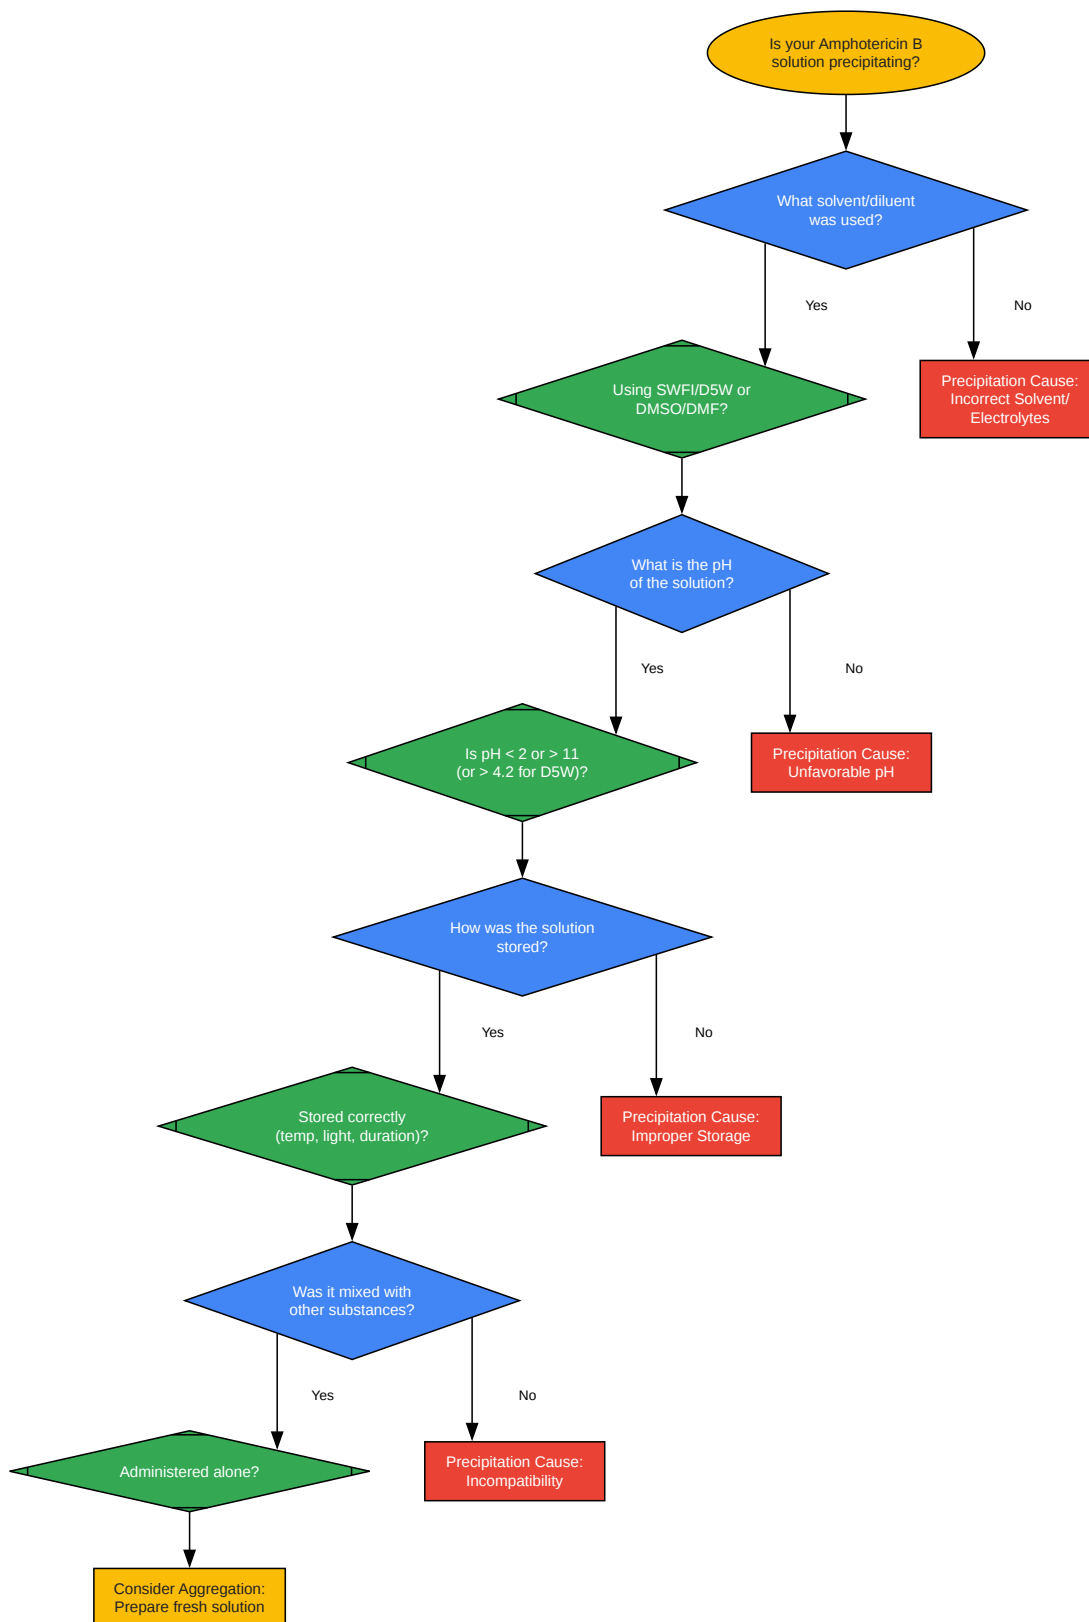 Is your Amphotericin B
solution precipitating?
What solvent/diluent
was used?
Yes
No
Using SWFI/D5W or
DMSO/DMF?
Precipitation Cause:
Incorrect Solvent/
Electrolytes
What is the pH
of the solution?
Yes
No
Is pH < 2 or > 11
(or > 4.2 for D5W)?
Precipitation Cause:
Unfavorable pH
How was the solution
stored?
Yes
No
Stored correctly
(temp, light, duration)?
Precipitation Cause:
Improper Storage
Was it mixed with
other substances?
Yes
No
Administered alone?
Precipitation Cause:
Incompatibility
Consider Aggregation:
Prepare fresh solution